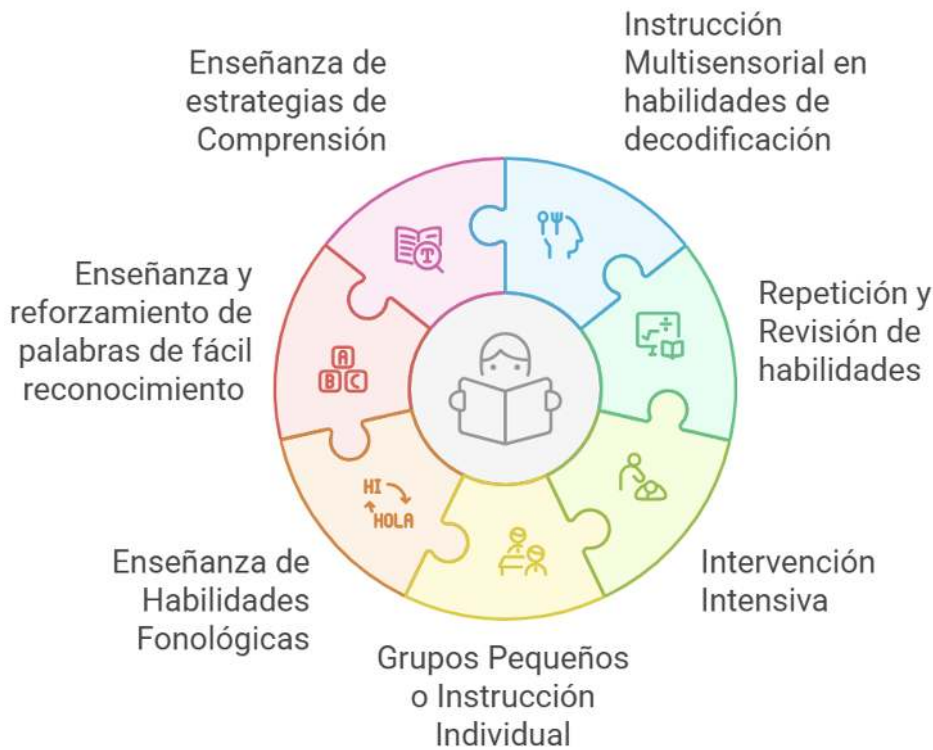 Enseñanza de
estrategias de
Comprensión
Instrucción
Multisensorial en
habilidades de
decodificación
Enseñanza y
reforzamiento de
palabras de fácil
reconocimiento
Repetición y
Revisión de
habilidades
Enseñanza de
Habilidades
Fonológicas
Intervención
Intensiva
Grupos Pequeños
o Instrucción
Individual
T
A
B C
HI
HOLA